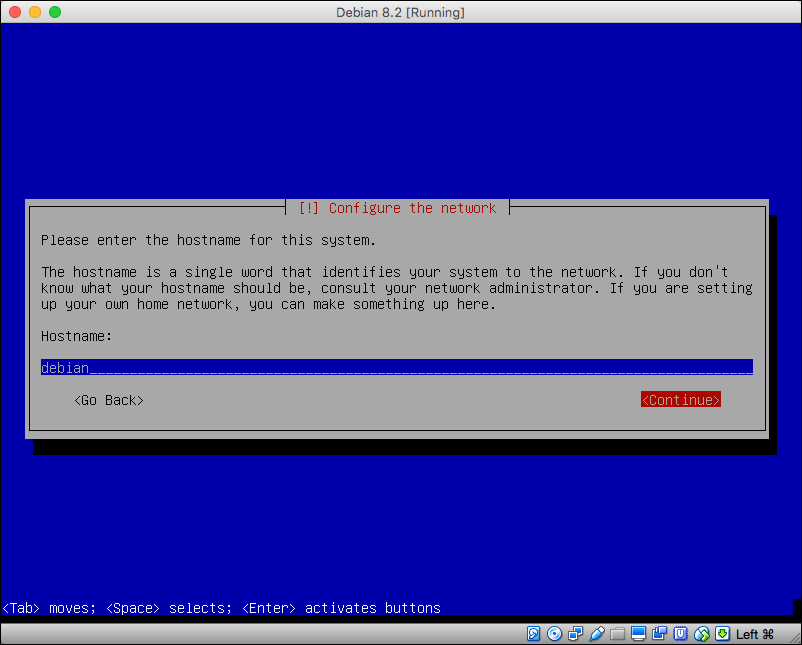 Debian 8.2 [Running]
[!] Configure the network
Please enter the hostname for this system.
The hostname is a single word that identifies your system to the network. If you don't
know what your hostname should be, consult your network administrator. If you are setting
up your own home network, you can make something up here.
Hostname:
debian
<Go Back> <Continue>
<Tab> moves; <Space> selects; <Enter> activates buttons
Left ⌘